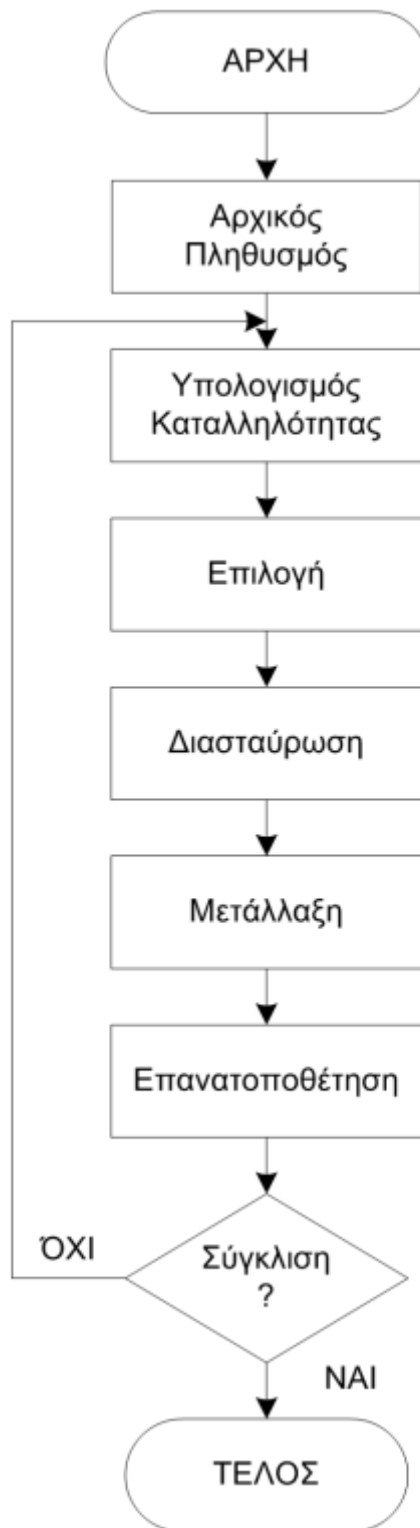 ΑΡΧΗ
Αρχικός
Πληθυσμός
Υπολογισμός
Καταλληλότητας
Επιλογή
Διασταύρωση
Μετάλλαξη
Επανατοποθέτηση
Σύγκλιση
?
ΌΧΙ
ΝΑΙ
ΤΕΛΟΣ